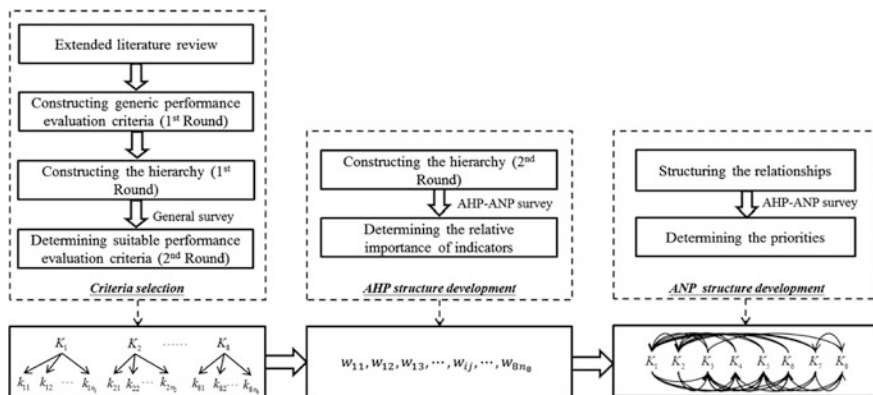 Extended literature review
Constructing generic performance
evaluation criteria (1st Round)
Constructing the hierarchy (1st
Round)
General survey
Determining suitable performance
evaluation criteria (2nd Round)
Criteria selection
Constructing the hierarchy (2nd
Round)
AHP-ANP survey
Determining the relative
importance of indicators
AHP structure development
Structuring the relationships
AHP-ANP survey
Determining the priorities
ANP structure development
K1 K2 ······ K8
k11 k12 ··· k1n1 k21 k22 ··· k2n2 k81 k82 ··· k8n8
w11, w12, w13, ···, wij, ···, w8n8
K1 K2 K3 K4 K5 K6 K7 K8